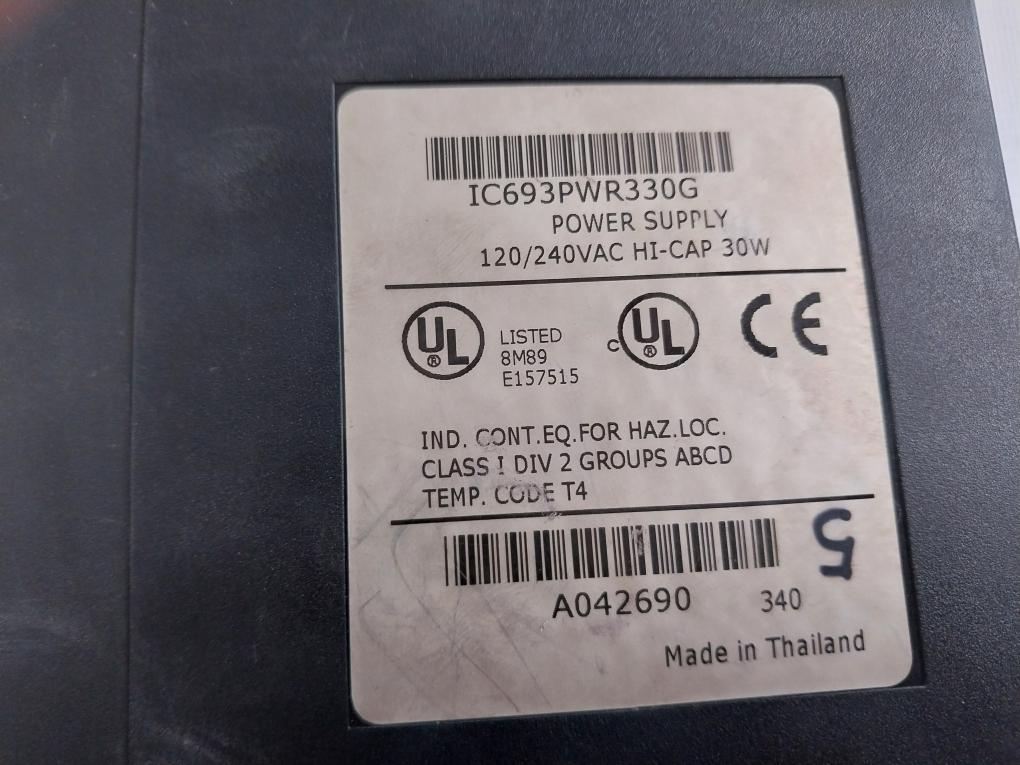 IC693PWR330G
POWER SUPPLY
120/240VAC HI-CAP 30W
UL ® LISTED
8M89
E157515
C UL ®
CE
IND. CONT.EQ.FOR HAZ.LOC.
CLASS I DIV 2 GROUPS ABCD
TEMP. CODE T4
5
A042690 340
Made in Thailand